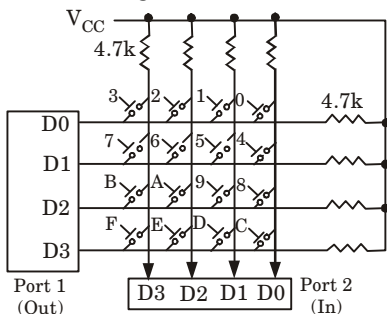 V_CC
4.7k
3 2 1 0 4.7k
D0
7 6 5 4
D1
B A 9 8
D2
F E D C
D3
Port 1
(Out)
D3 D2 D1 D0
Port 2
(In)